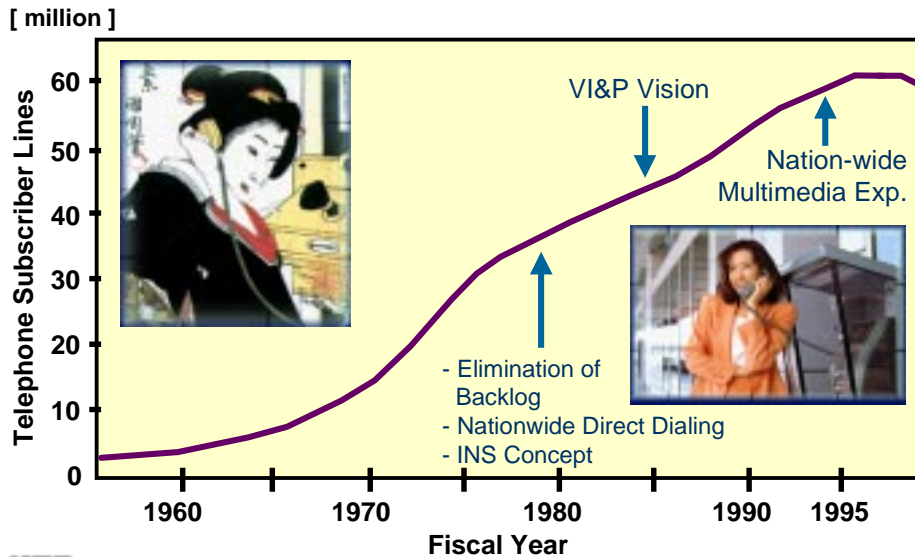 [ million ]
Telephone Subscriber Lines
60
50
40
30
20
10
0
VI&P Vision
Nation-wide
Multimedia Exp.
- Elimination of
Backlog
- Nationwide Direct Dialing
- INS Concept
1960
1970
1980
1990
1995
Fiscal Year